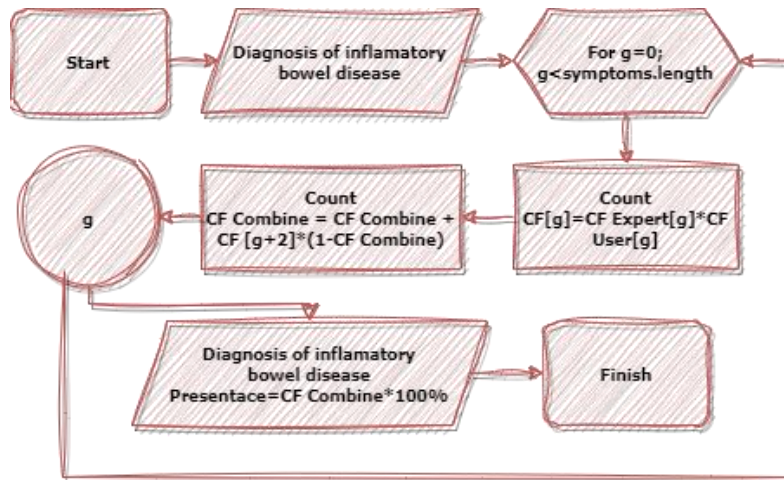 Start
Diagnosis of inflamatory
bowel disease
For g=0;
g<symptoms.length
g
Count
CF Combine = CF Combine +
CF [g+2]*(1-CF Combine)
Count
CF[g]=CF Expert[g]*CF
User[g]
Diagnosis of inflamatory
bowel disease
Presentace=CF Combine*100%
Finish